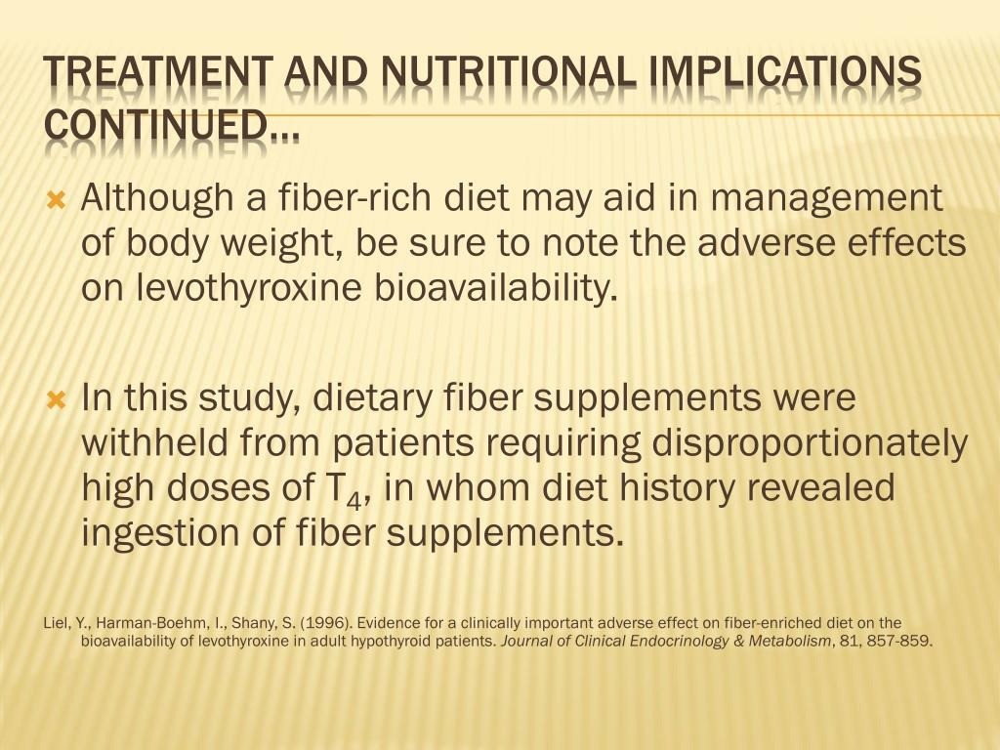 TREATMENT AND NUTRITIONAL IMPLICATIONS
CONTINUED…
Although a fiber-rich diet may aid in management
of body weight, be sure to note the adverse effects
on levothyroxine bioavailability.
In this study, dietary fiber supplements were
withheld from patients requiring disproportionately
high doses of T4, in whom diet history revealed
ingestion of fiber supplements.
Liel, Y., Harman-Boehm, I., Shany, S. (1996). Evidence for a clinically important adverse effect on fiber-enriched diet on the
bioavailability of levothyroxine in adult hypothyroid patients. Journal of Clinical Endocrinology & Metabolism, 81, 857-859.